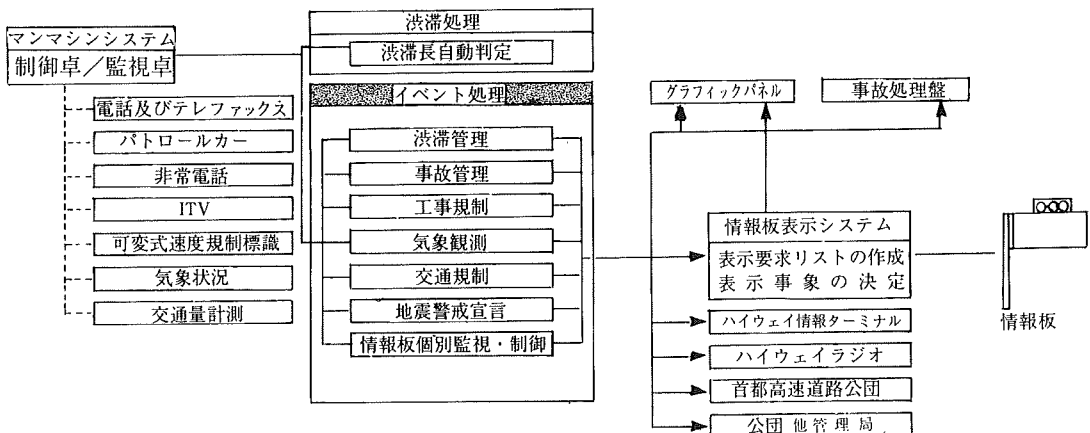 マンマシンシステム
制御卓／監視卓
電話及びテレファックス
パトロールカー
非常電話
ITV
可変式速度規制標識
気象状況
交通量計測
渋滞処理
渋滞長自動判定
イベント処理
渋滞管理
事故管理
工事規制
気象観測
交通規制
地震警戒宣言
情報板個別監視・制御
グラフィックパネル
事故処理盤
情報板表示システム
表示要求リストの作成
表示事象の決定
ハイウェイ情報ターミナル
ハイウェイラジオ
首都高速道路公団
公団他管理局
情報板